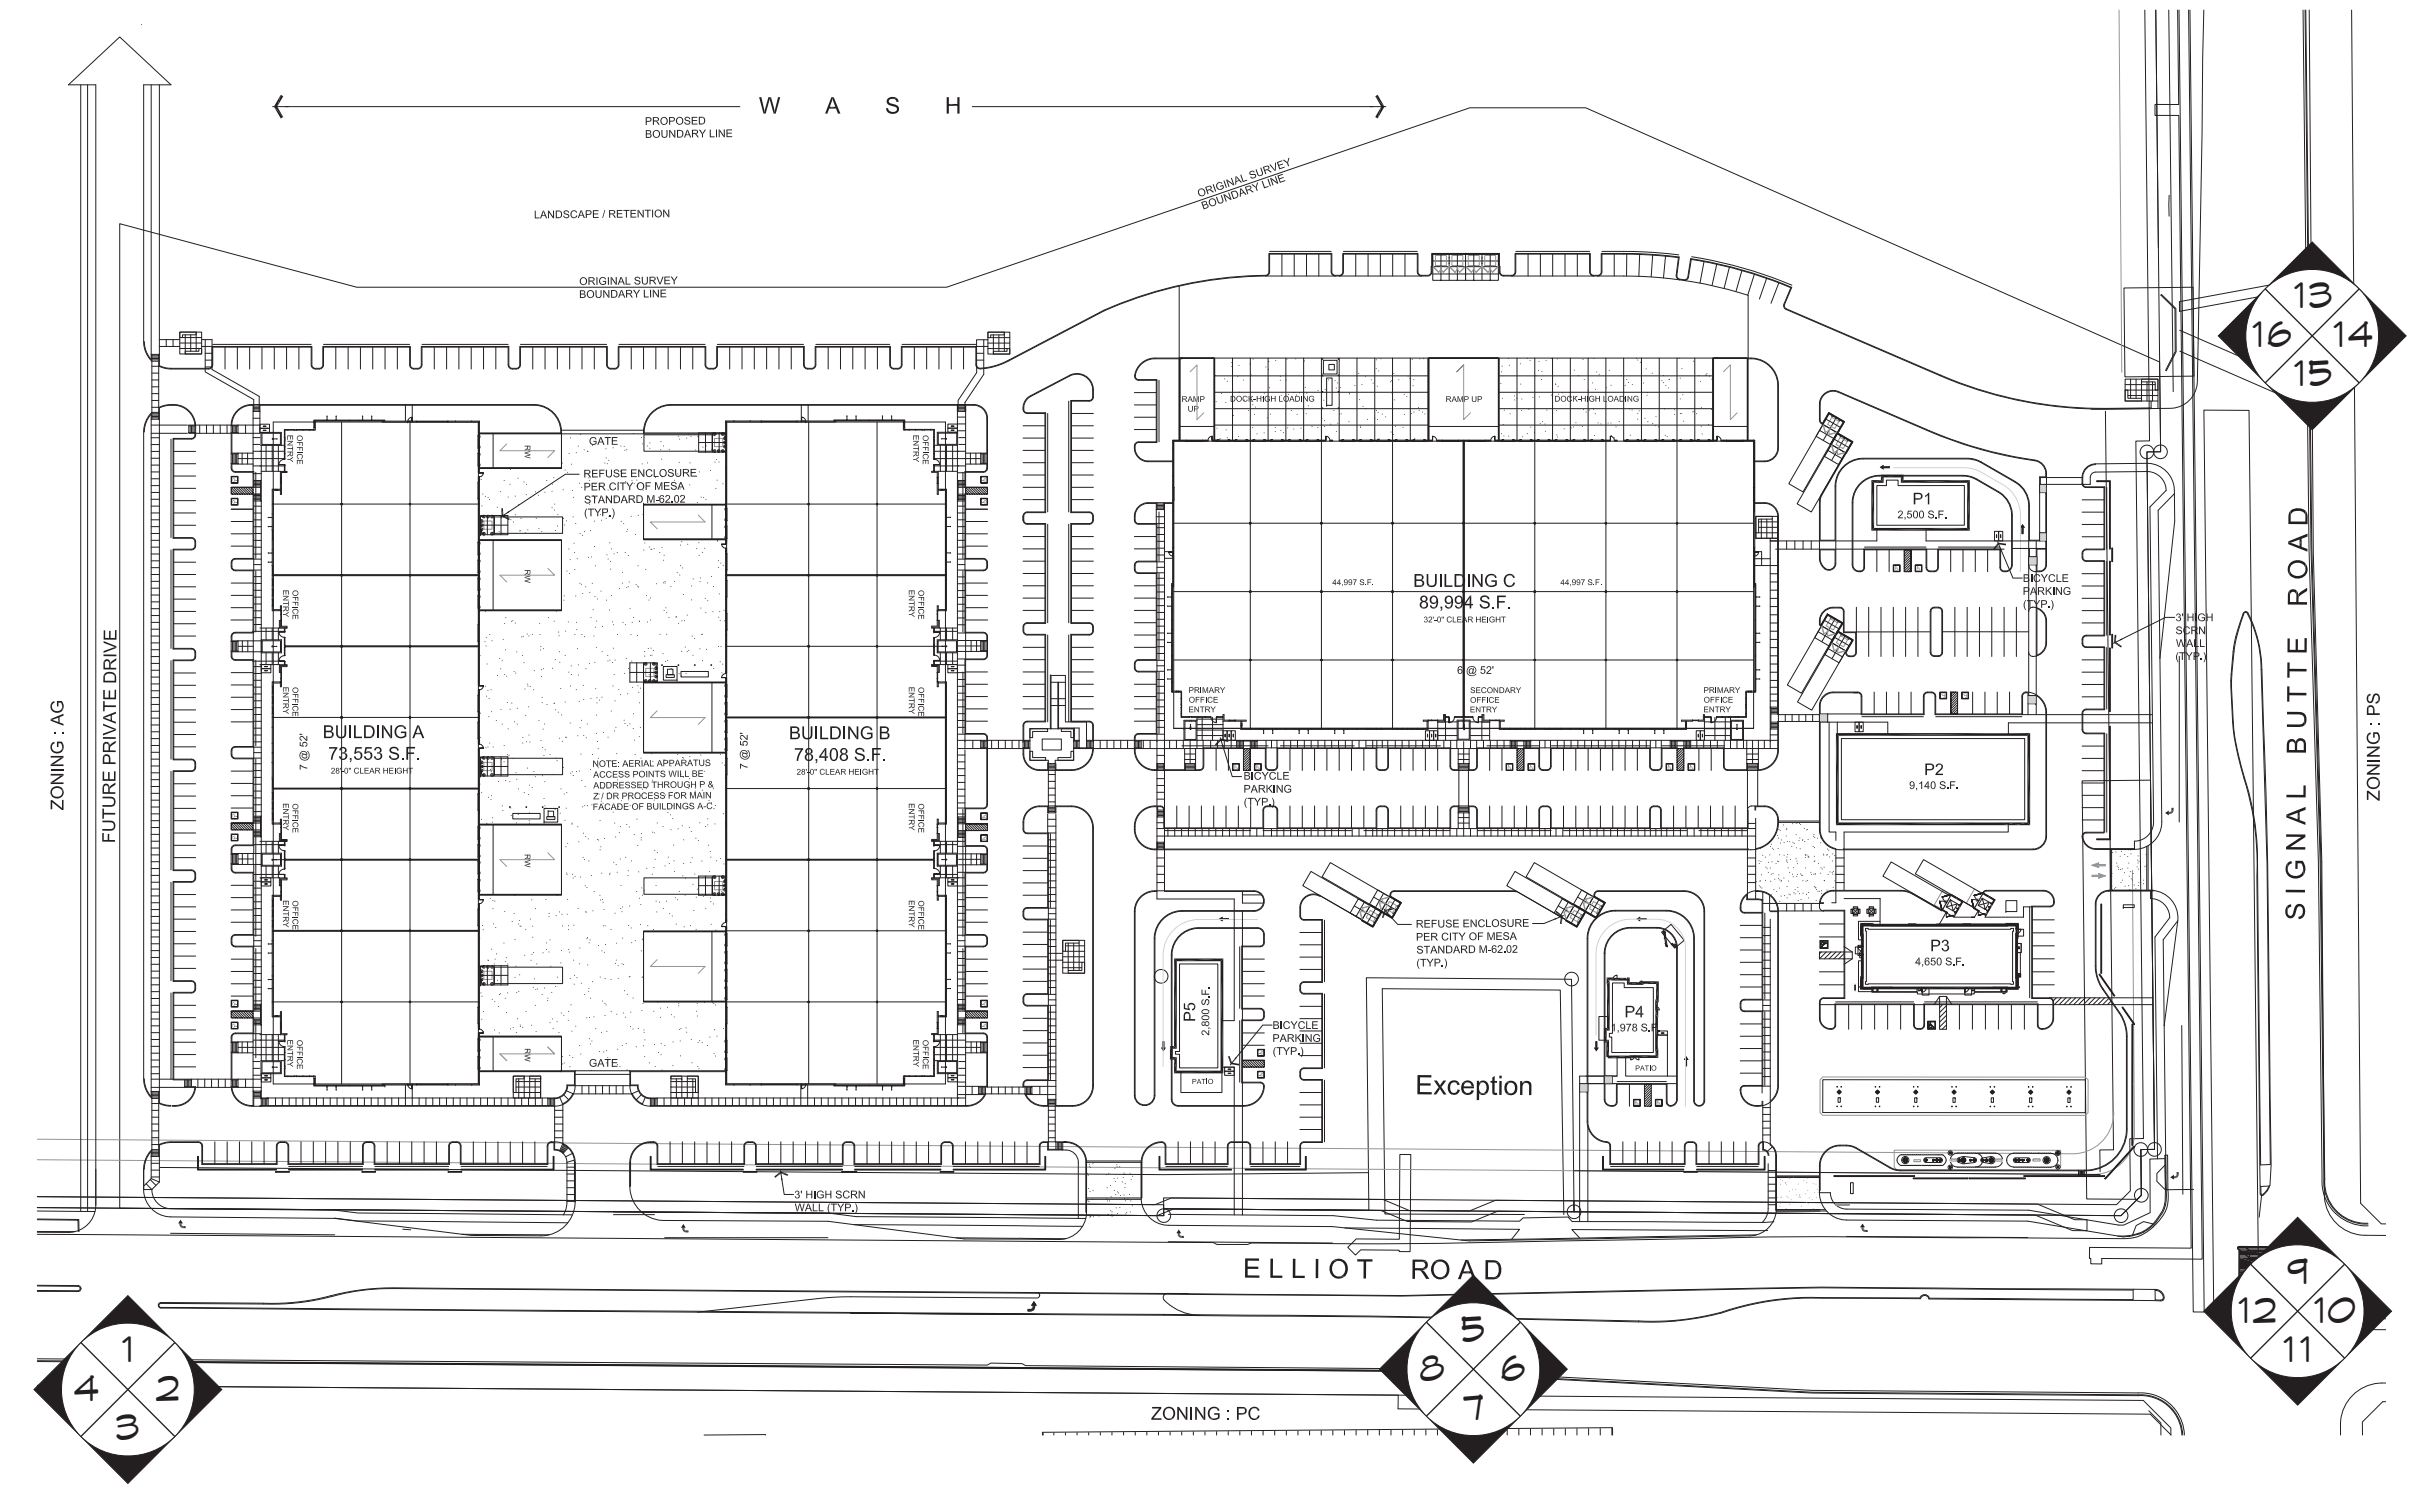 W A S H
PROPOSED
BOUNDARY LINE
ORIGINAL SURVEY
BOUNDARY LINE
LANDSCAPE / RETENTION
ORIGINAL SURVEY
BOUNDARY LINE
13
16
14
15
RAMP
UP
DOCK-HIGH LOADING
RAMP UP
DOCK-HIGH LOADING
OFFICE
ENTRY
RW
GATE
OFFICE
ENTRY
REFUSE ENCLOSURE
PER CITY OF MESA
STANDARD M-62.02
(TYP.)
P1
2,500 S.F.
RW
44,997 S.F.
BUILDING C
44,997 S.F.
89,994 S.F.
32'-0" CLEAR HEIGHT
BICYCLE
PARKING
(TYP.)
OFFICE
ENTRY
OFFICE
ENTRY
3' HIGH
SCRN
WALL
(TYP.)
6 @ 52'
PRIMARY
OFFICE
ENTRY
SECONDARY
OFFICE
ENTRY
PRIMARY
OFFICE
ENTRY
OFFICE
ENTRY
OFFICE
ENTRY
ZONING : AG
FUTURE PRIVATE DRIVE
7 @ 52'
BUILDING A
73,553 S.F.
28'-0" CLEAR HEIGHT
7 @ 52'
BUILDING B
78,408 S.F.
28'-0" CLEAR HEIGHT
NOTE: AERIAL APPARATUS
ACCESS POINTS WILL BE
ADDRESSED THROUGH P &
Z / DR PROCESS FOR MAIN
FACADE OF BUILDINGS A-C.
BICYCLE
PARKING
(TYP.)
P2
9,140 S.F.
SIGNAL BUTTE ROAD
ZONING : PS
OFFICE
ENTRY
OFFICE
ENTRY
RW
OFFICE
ENTRY
OFFICE
ENTRY
REFUSE ENCLOSURE
PER CITY OF MESA
STANDARD M-62.02
(TYP.)
P3
4,650 S.F.
P5
2,800 S.F.
P4
1,978 S.F.
BICYCLE
PARKING
(TYP.)
OFFICE
ENTRY
RW
GATE
OFFICE
ENTRY
PATIO
PATIO
Exception
3' HIGH SCRN
WALL (TYP.)
ELLIOT ROAD
9
12
10
11
1
4
2
3
5
8
6
7
ZONING : PC